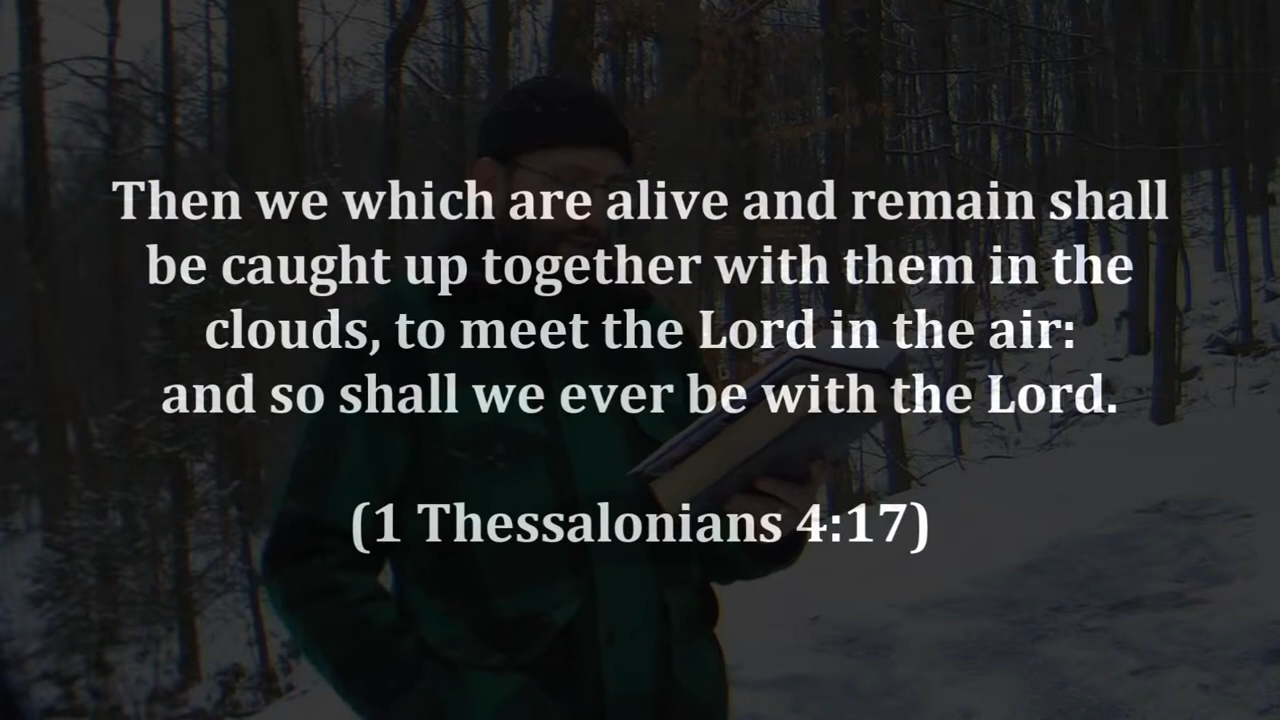 Then we which are alive and remain shall
be caught up together with them in the
clouds, to meet the Lord in the air:
and so shall we ever be with the Lord.
(1 Thessalonians 4:17)